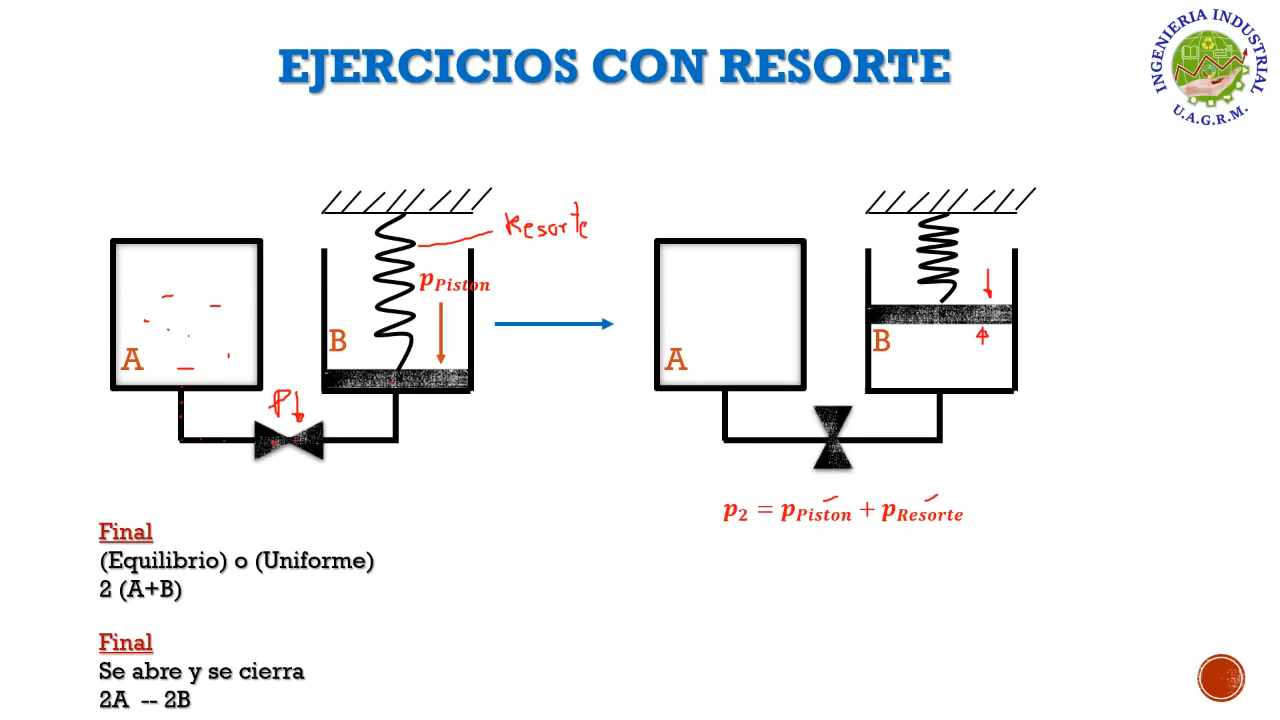 EJERCICIOS CON RESORTE
INGENIERIA INDUSTRIAL
U.A.G.R.M.
Resorte
p Piston
A
B
P
A
B
p2 = pPiston + pResorte
Final
(Equilibrio) o (Uniforme)
2 (A+B)
Final
Se abre y se cierra
2A -- 2B